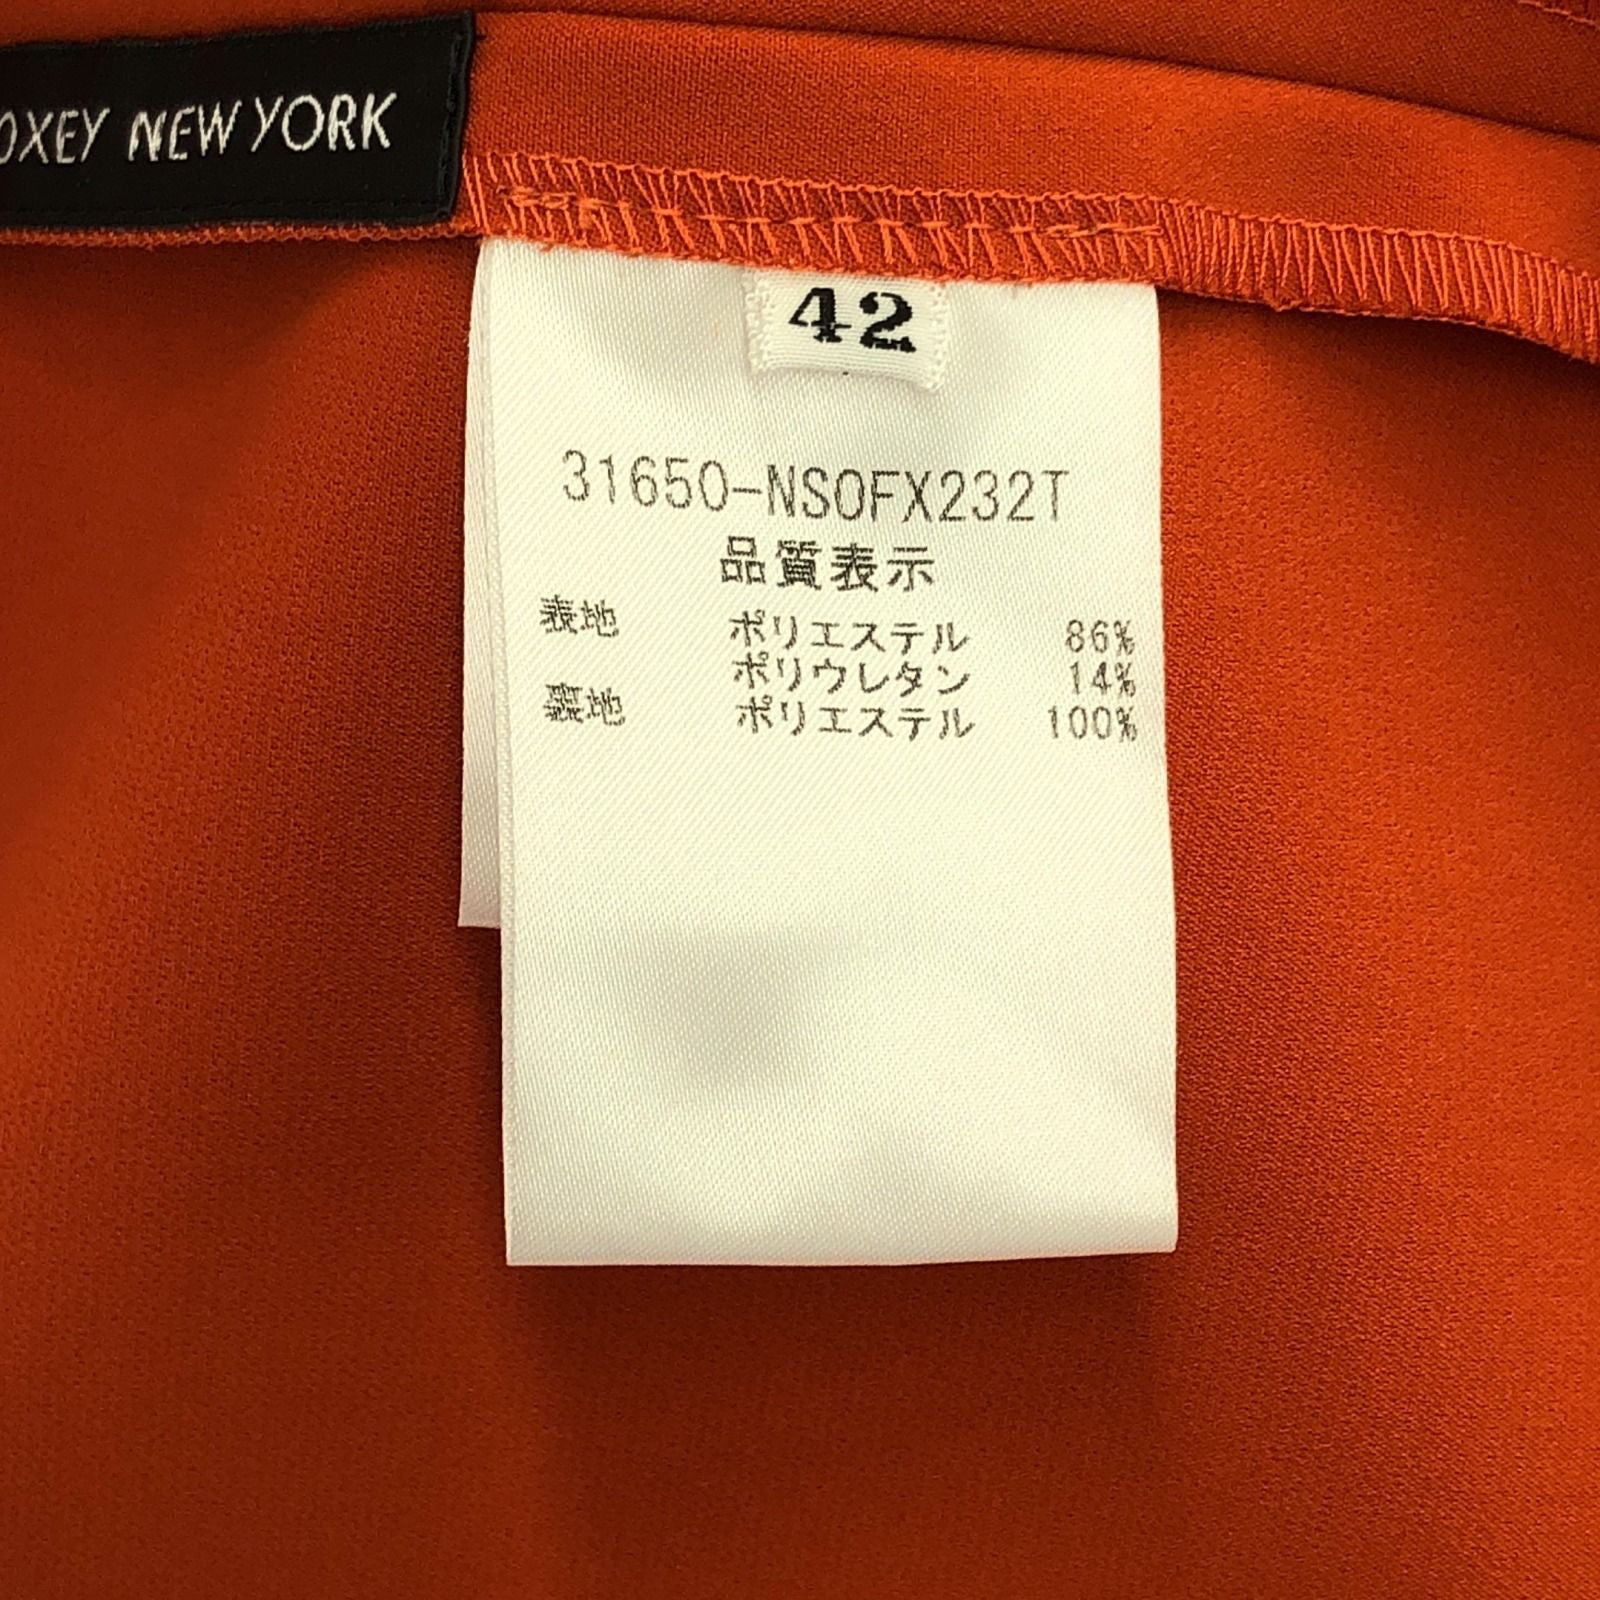 OXEY NEW YORK
42
31650-NSOFX232T
品質表示
表地 ポリエステル 86%
ポリウレタン 14%
裏地 ポリエステル 100%